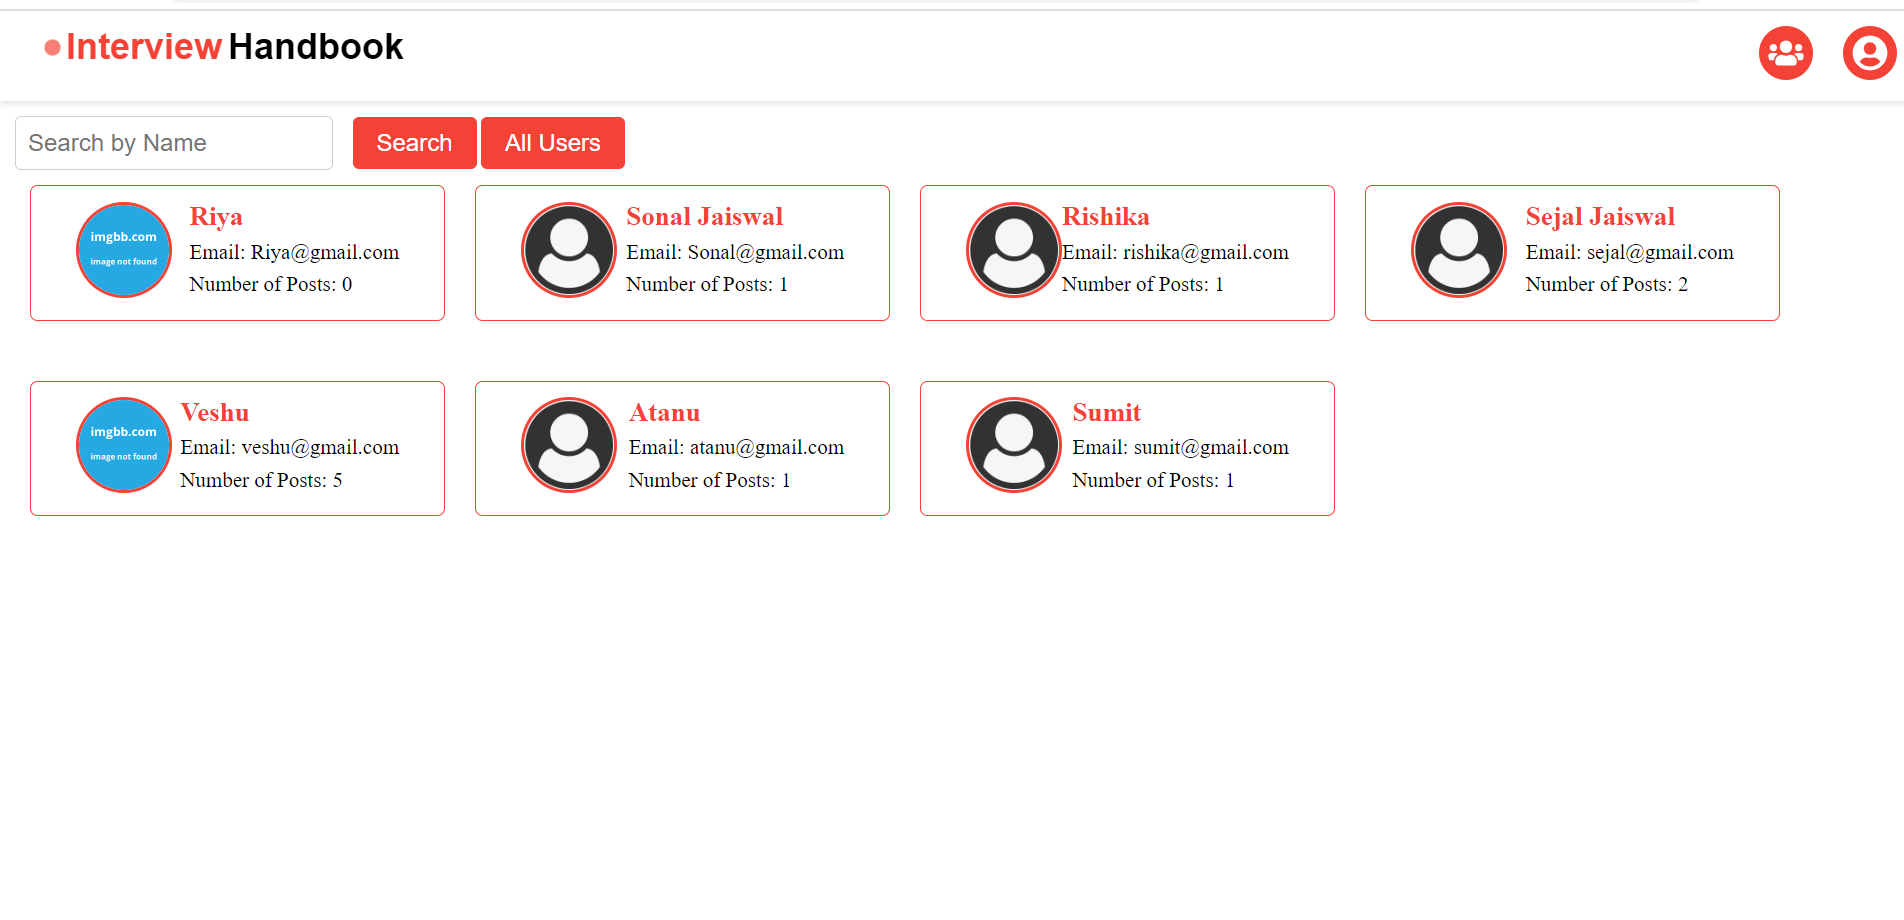 Interview Handbook
Search by Name
Search
All Users
imgbb.com
image not found
Riya
Email: Riya@gmail.com
Number of Posts: 0
Sonal Jaiswal
Email: Sonal@gmail.com
Number of Posts: 1
Rishika
Email: rishika@gmail.com
Number of Posts: 1
Sejal Jaiswal
Email: sejal@gmail.com
Number of Posts: 2
imgbb.com
image not found
Veshu
Email: veshu@gmail.com
Number of Posts: 5
Atanu
Email: atanu@gmail.com
Number of Posts: 1
Sumit
Email: sumit@gmail.com
Number of Posts: 1